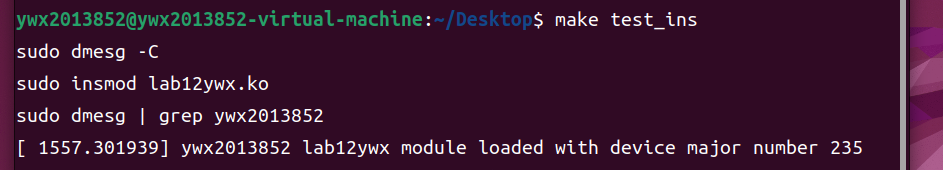 ywx2013852@ywx2013852-virtual-machine:~/Desktop$ make test_ins
sudo dmesg -C
sudo insmod lab12ywx.ko
sudo dmesg | grep ywx2013852
[ 1557.301939] ywx2013852 lab12ywx module loaded with device major number 235